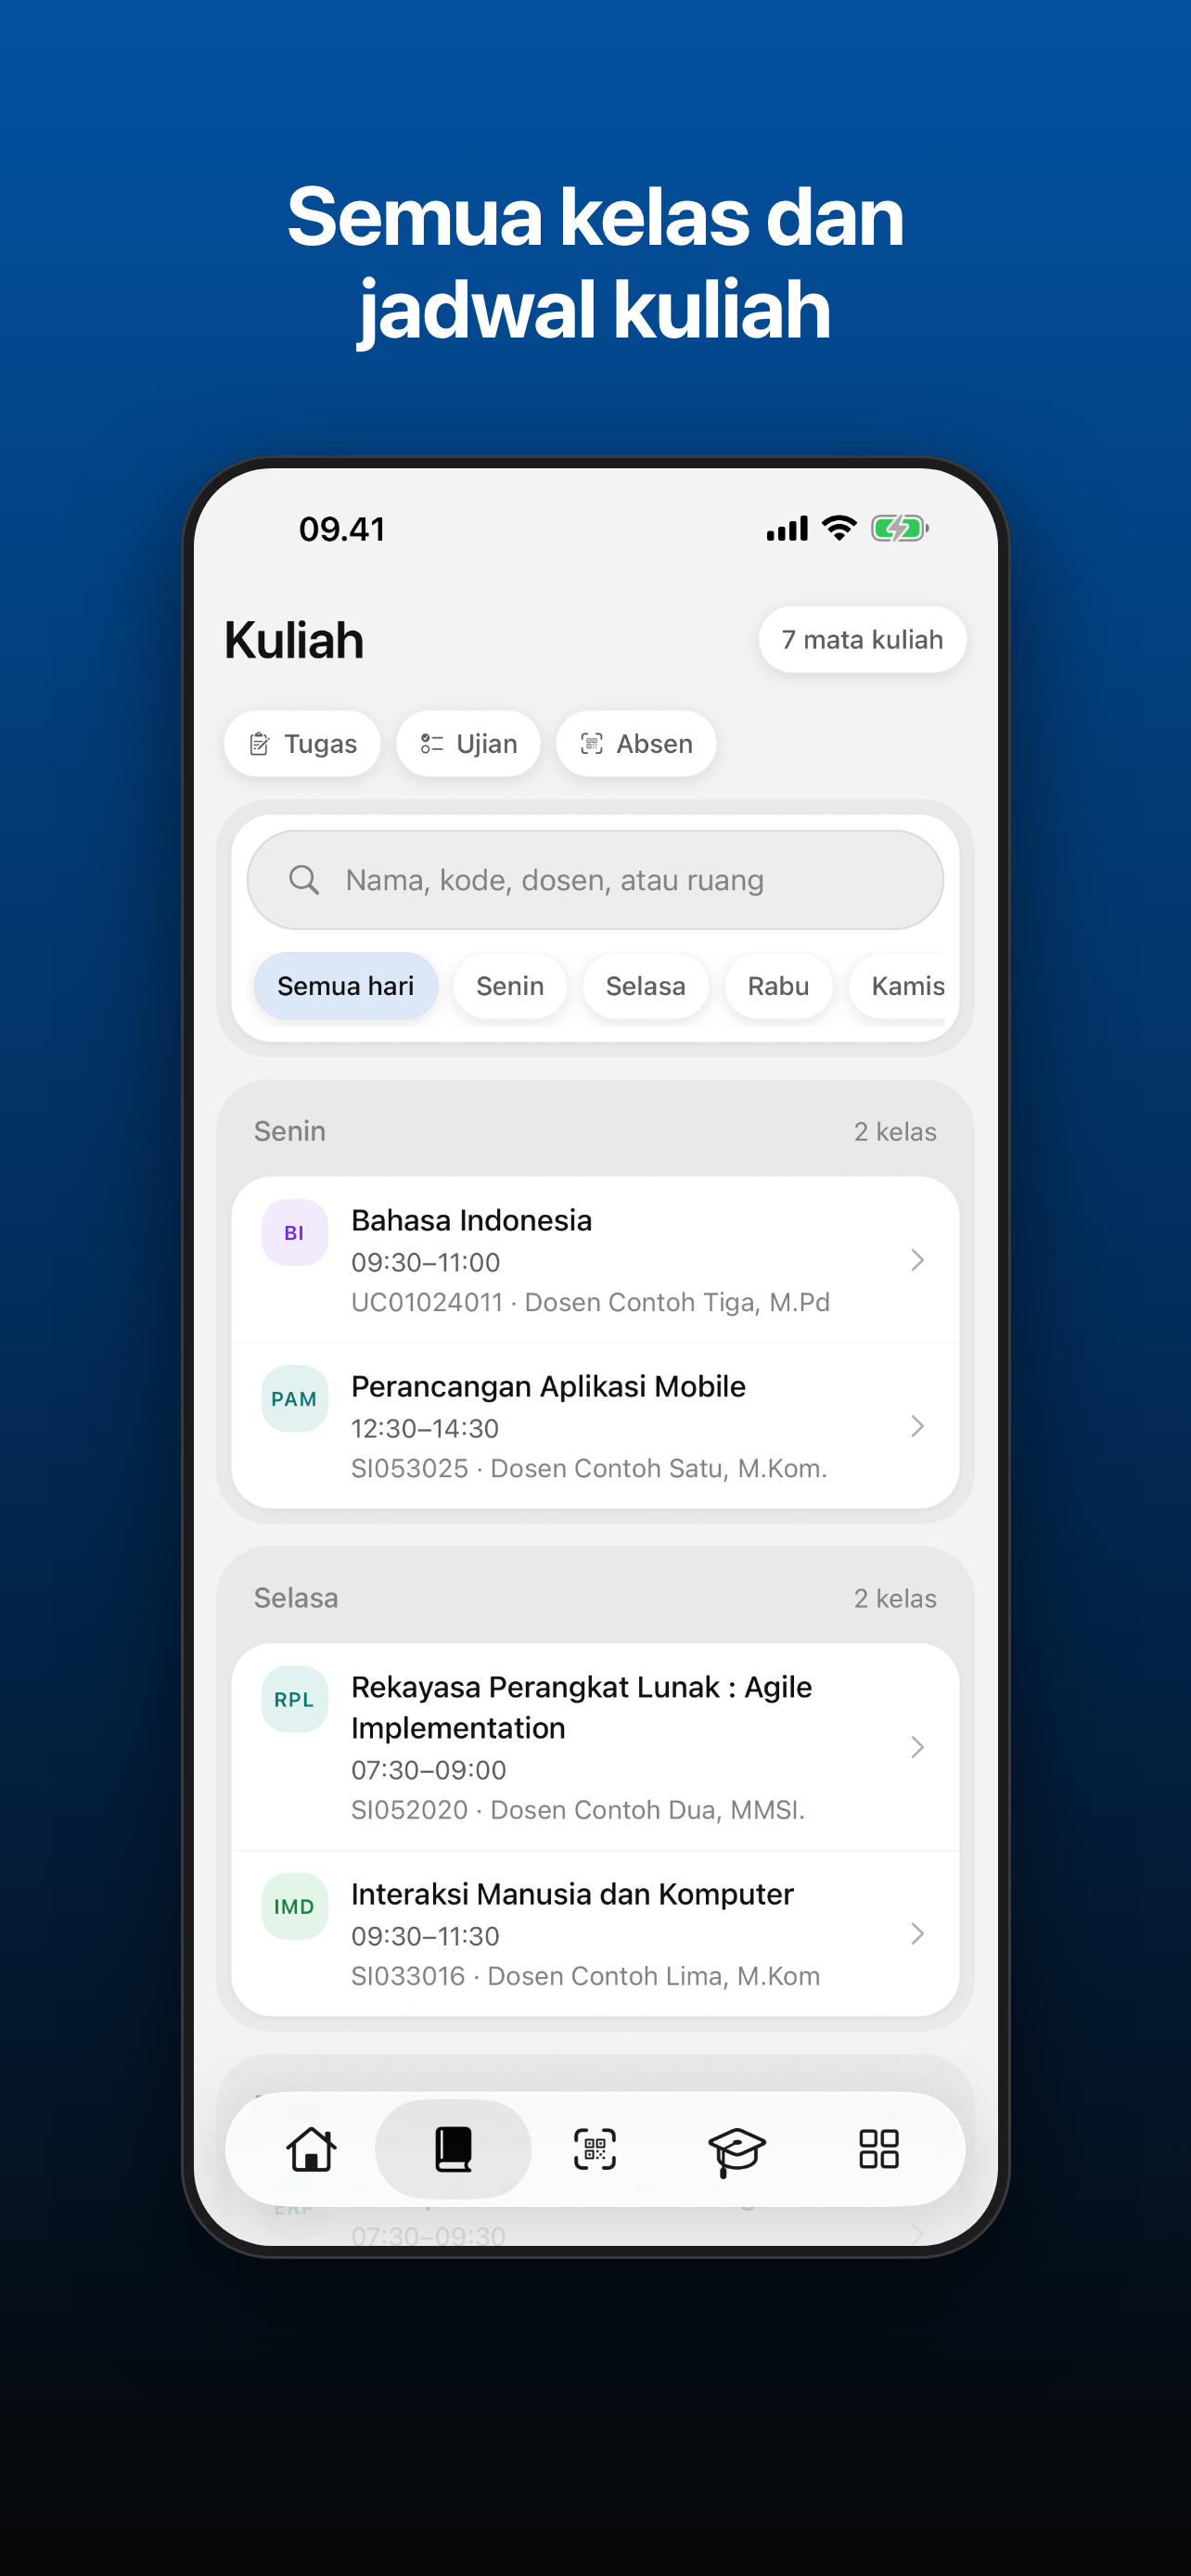 Semua kelas dan
jadwal kuliah
09.41
Kuliah
7 mata kuliah
Tugas
Ujian
Absen
Nama, kode, dosen, atau ruang
Semua hari
Senin
Selasa
Rabu
Kamis
Senin
2 kelas
BI
Bahasa Indonesia
09:30–11:00
UC01024011 · Dosen Contoh Tiga, M.Pd
PAM
Perancangan Aplikasi Mobile
12:30–14:30
SI053025 · Dosen Contoh Satu, M.Kom.
Selasa
2 kelas
RPL
Rekayasa Perangkat Lunak : Agile
Implementation
07:30–09:00
SI052020 · Dosen Contoh Dua, MMSI.
IMD
Interaksi Manusia dan Komputer
09:30–11:30
SI033016 · Dosen Contoh Lima, M.Kom
ERP
07:30–09:30